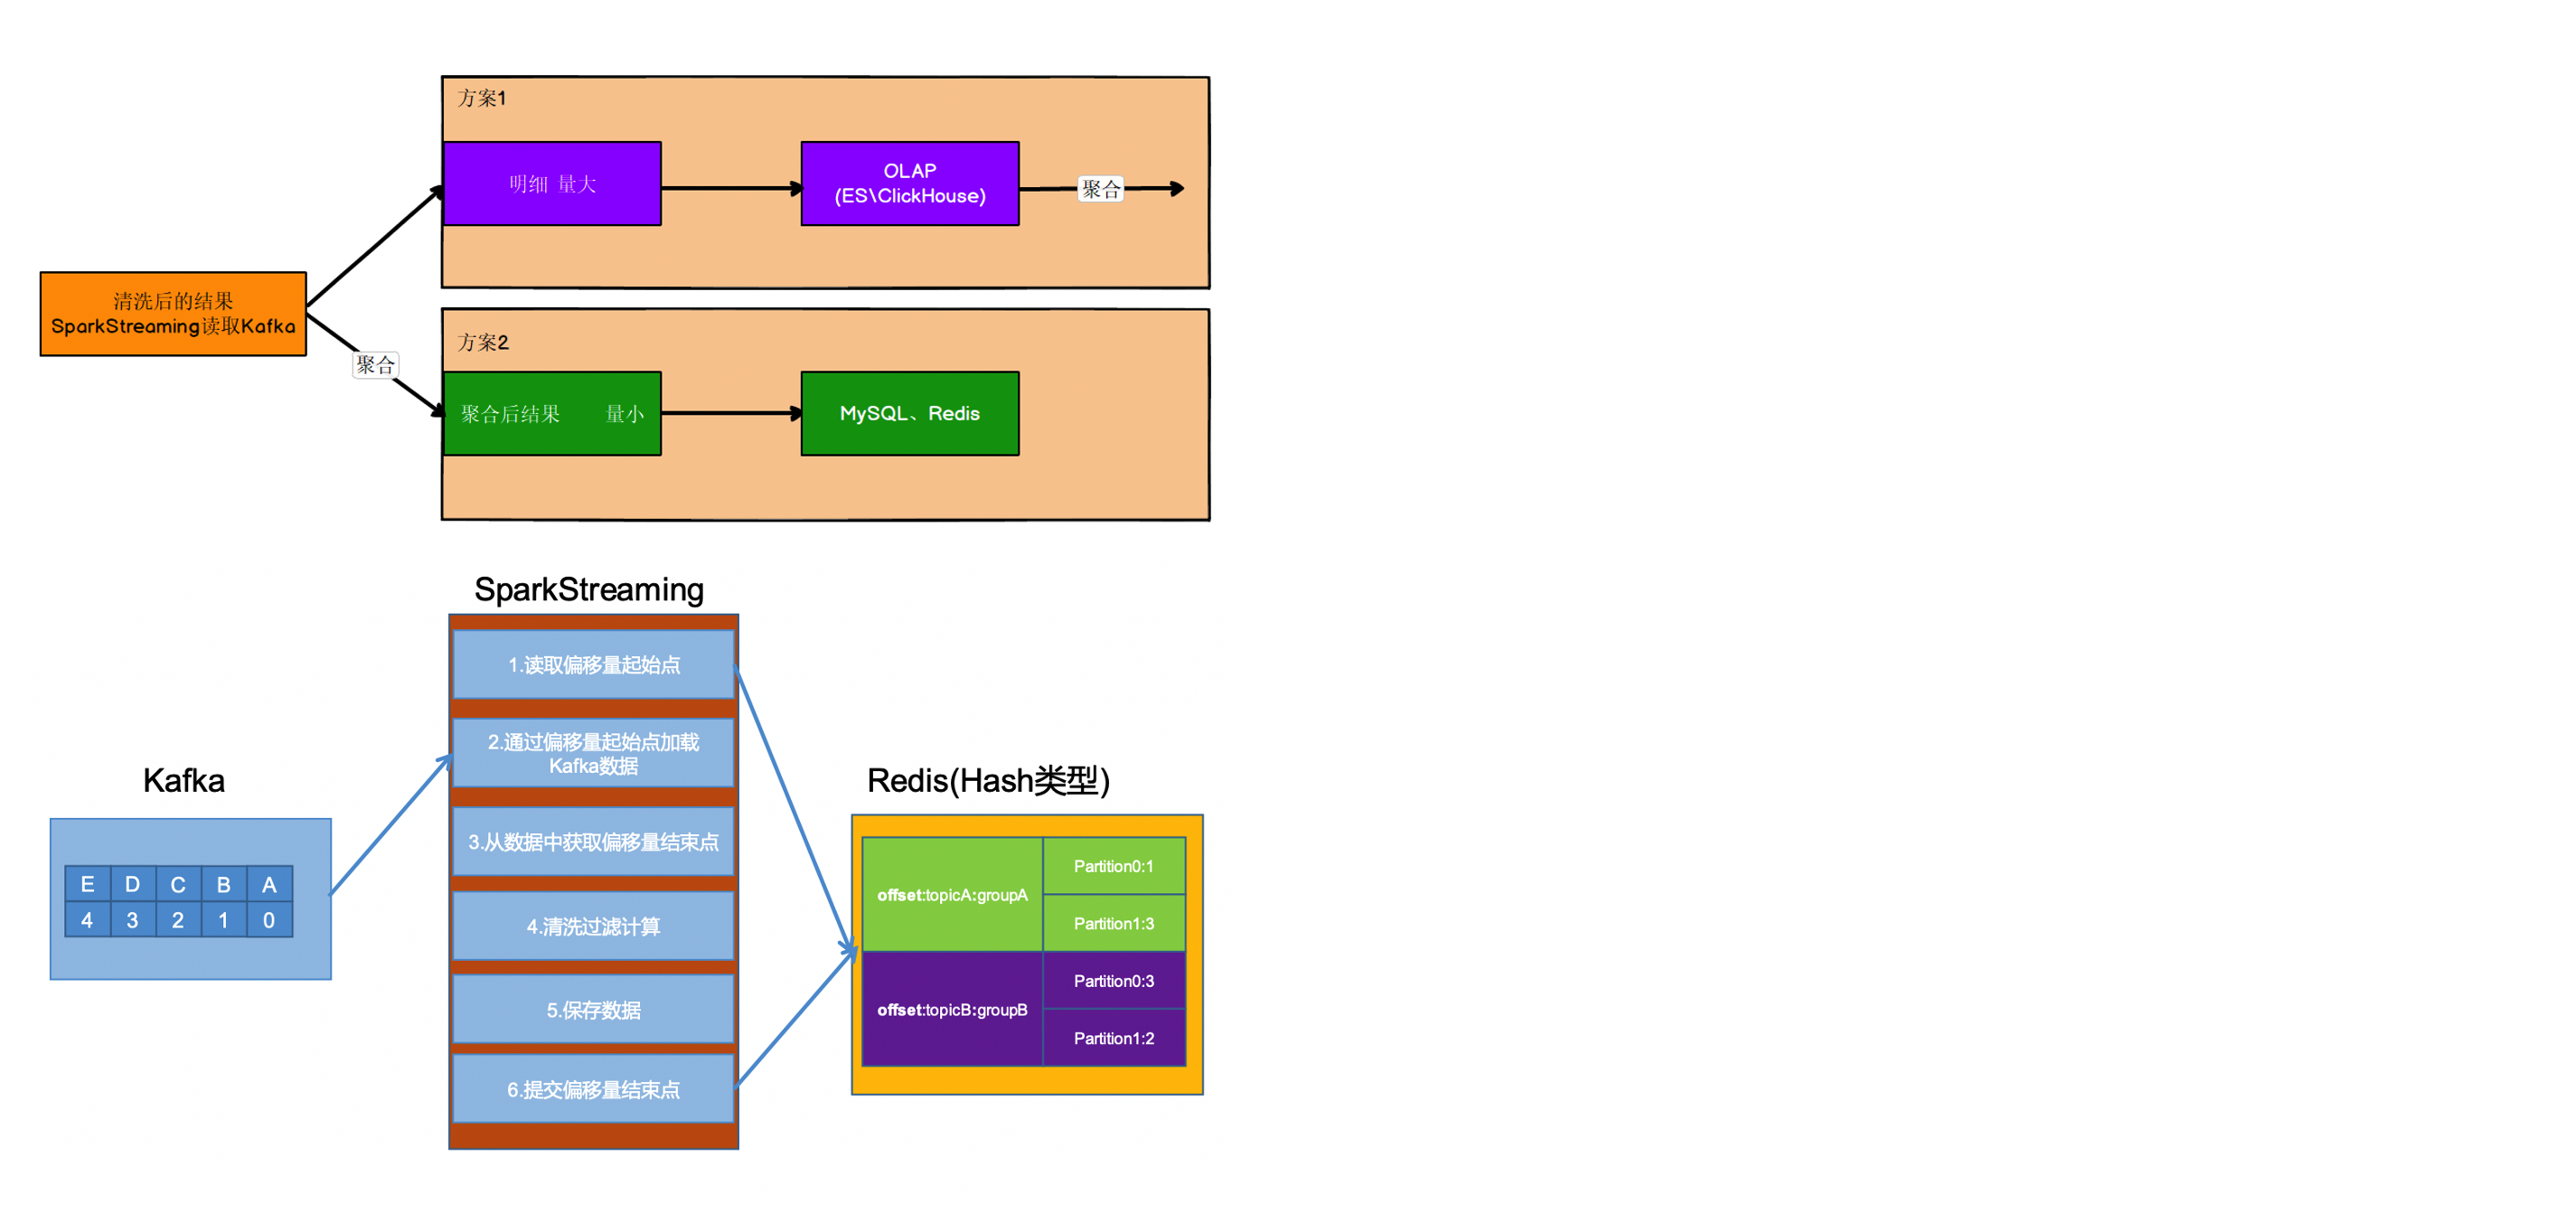 方案1
明细 量大
OLAP
(ES\ClickHouse)
聚合
清洗后的结果
SparkStreaming读取Kafka
聚合
方案2
聚合后结果 量小
MySQL、Redis
SparkStreaming
1.读取偏移量起始点
2.通过偏移量起始点加载
Kafka数据
3.从数据中获取偏移量结束点
4.清洗过滤计算
5.保存数据
6.提交偏移量结束点
Kafka
E D C B A
4 3 2 1 0
Redis(Hash类型)
offset:topicA:groupA
Partition0:1
Partition1:3
offset:topicB:groupB
Partition0:3
Partition1:2